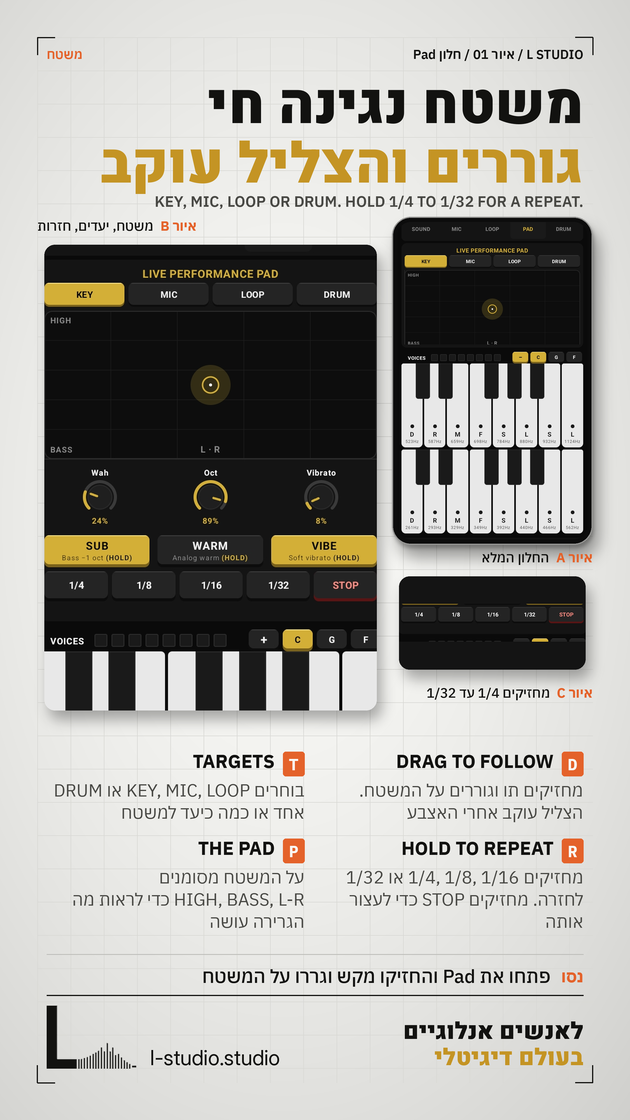 L STUDIO / איור 01 / חלון Pad
משטח
משטח נגינה חי
גוררים והצליל עוקב
KEY, MIC, LOOP OR DRUM. HOLD 1/4 TO 1/32 FOR A REPEAT.
איור B משטח, יעדים, חזרות
LIVE PERFORMANCE PAD
KEY MIC LOOP DRUM
HIGH
BASS L · R
Wah Oct Vibrato
24% 89% 8%
SUB WARM VIBE
Bass −1 oct (HOLD) Analog warm (HOLD) Soft vibrato (HOLD)
1/4 1/8 1/16 1/32 STOP
VOICES + C G F
SOUND MIC LOOP PAD DRUM
LIVE PERFORMANCE PAD
KEY MIC LOOP DRUM
HIGH
BASS L · R
VOICES C G F
D R M F S L S L
D R M F S L S L
איור A החלון המלא
1/4 1/8 1/16 1/32 STOP
איור C מחזיקים 1/4 עד 1/32
D DRAG TO FOLLOW
מחזיקים תו וגוררים על המשטח.
הצליל עוקב אחרי האצבע
T TARGETS
בוחרים KEY, MIC, LOOP או DRUM
אחד או כמה כיעד למשטח
R HOLD TO REPEAT
מחזיקים 1/4, 1/8, 1/16 או 1/32
לחזרה. מחזיקים STOP כדי לעצור
אותה
P THE PAD
על המשטח מסומנים
HIGH, BASS, L-R כדי לראות מה
הגרירה עושה
נסו פתחו את Pad והחזיקו מקש וגררו על המשטח
לאנשים אנלוגיים
בעולם דיגיטלי
L l-studio.studio